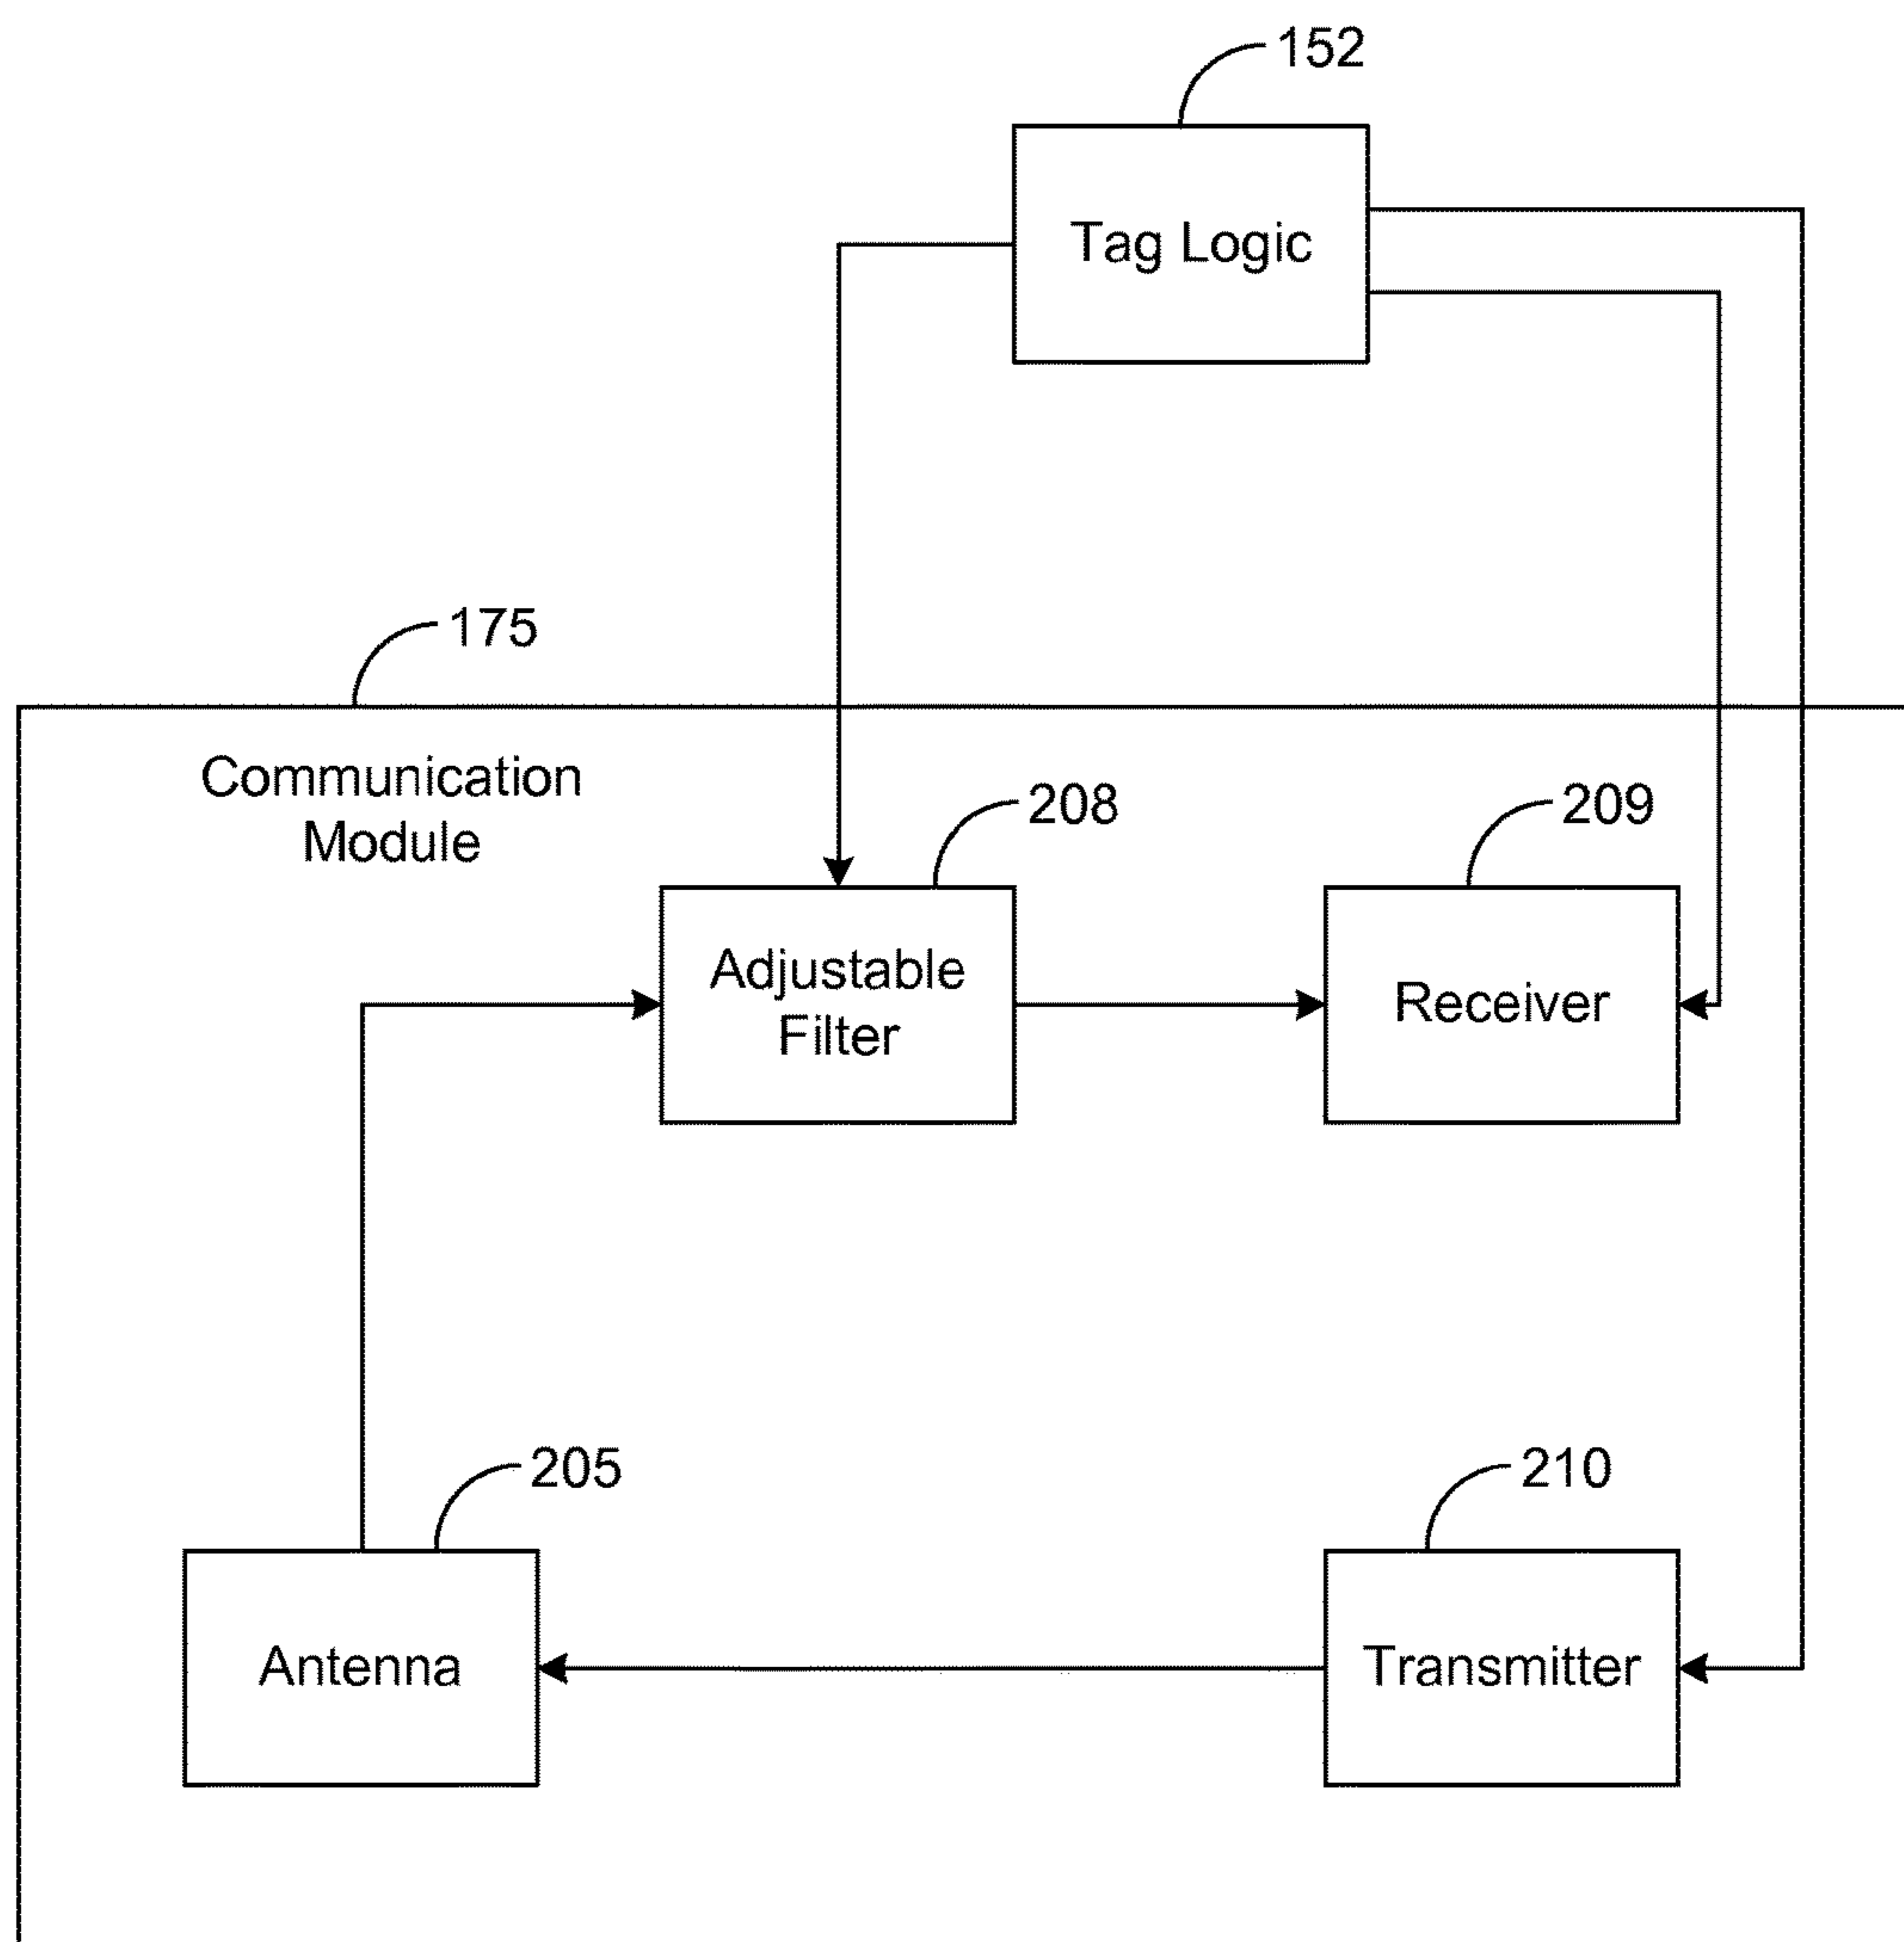 152
Tag Logic
175
Communication
Module
208
209
Adjustable
Filter
Receiver
205
210
Antenna
Transmitter